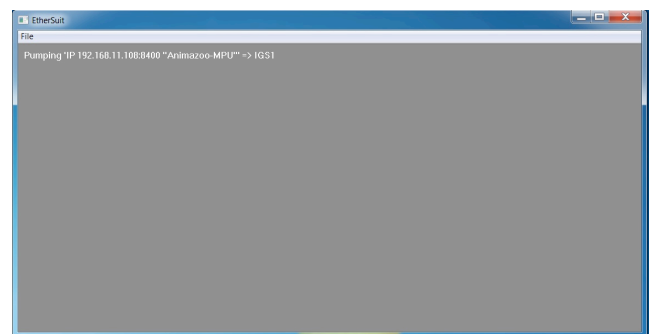 EtherSuit
File
Pumping 'IP 192.168.11.108:8400 "Animazoo-MPU"' => IGS1